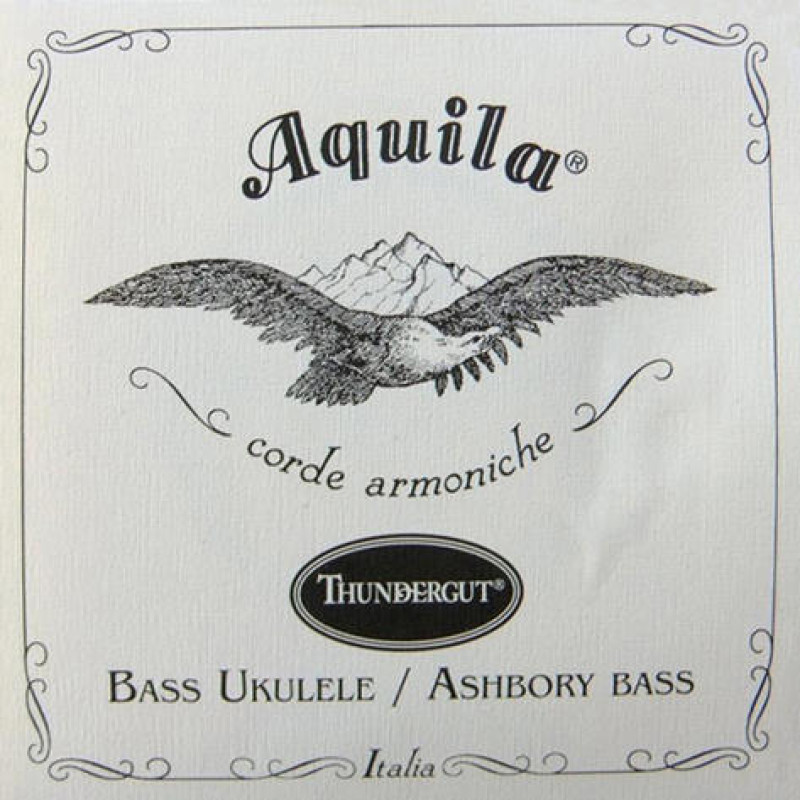 Aquila®
corde armoniche
THUNDERGUT®
BASS UKULELE / ASHBORY BASS
Italia